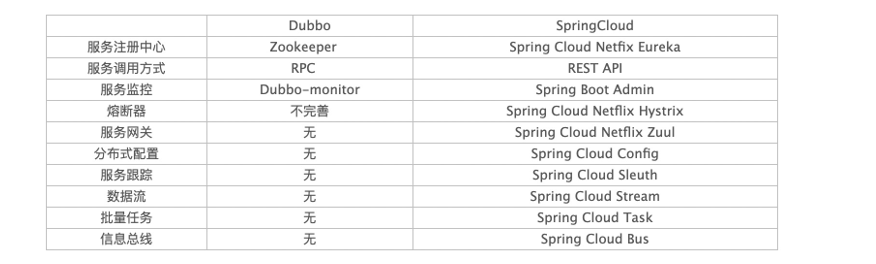 Dubbo SpringCloud
服务注册中心 Zookeeper Spring Cloud Netfix Eureka
服务调用方式 RPC REST API
服务监控 Dubbo-monitor Spring Boot Admin
熔断器 不完善 Spring Cloud Netflix Hystrix
服务网关 无 Spring Cloud Netflix Zuul
分布式配置 无 Spring Cloud Config
服务跟踪 无 Spring Cloud Sleuth
数据流 无 Spring Cloud Stream
批量任务 无 Spring Cloud Task
信息总线 无 Spring Cloud Bus